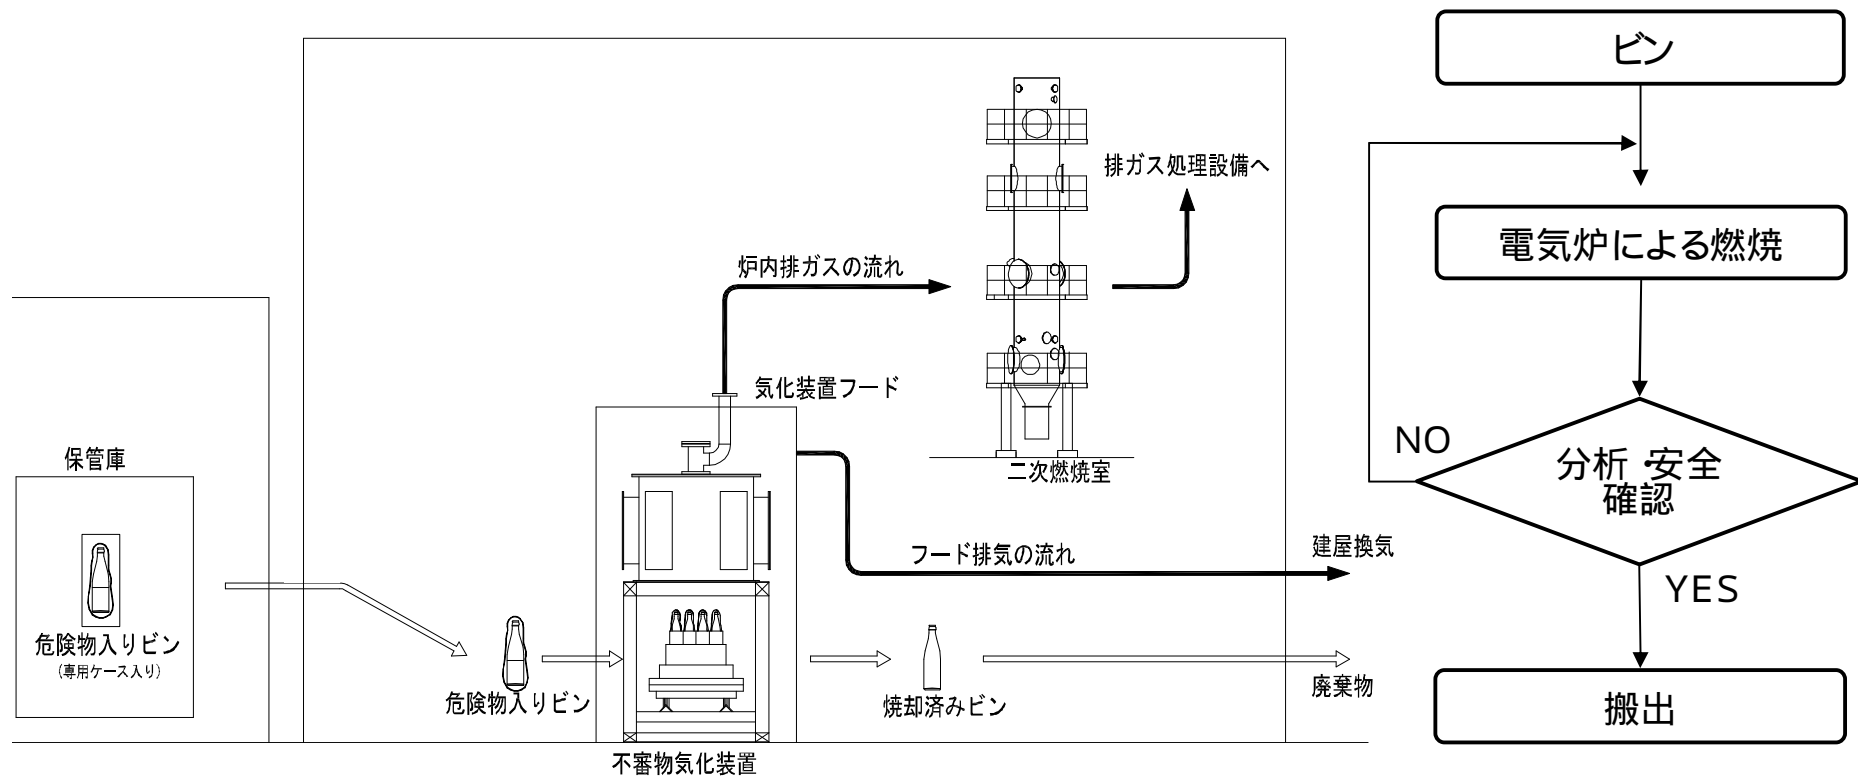 保管庫
危険物入りビン
(専用ケース入り)
危険物入りビン
不審物気化装置
気化装置フード
炉内排ガスの流れ
排ガス処理設備へ
二次燃焼室
フード排気の流れ
建屋換気
焼却済みビン
廃棄物
ビン
電気炉による燃焼
NO
分析・安全
確認
YES
搬出